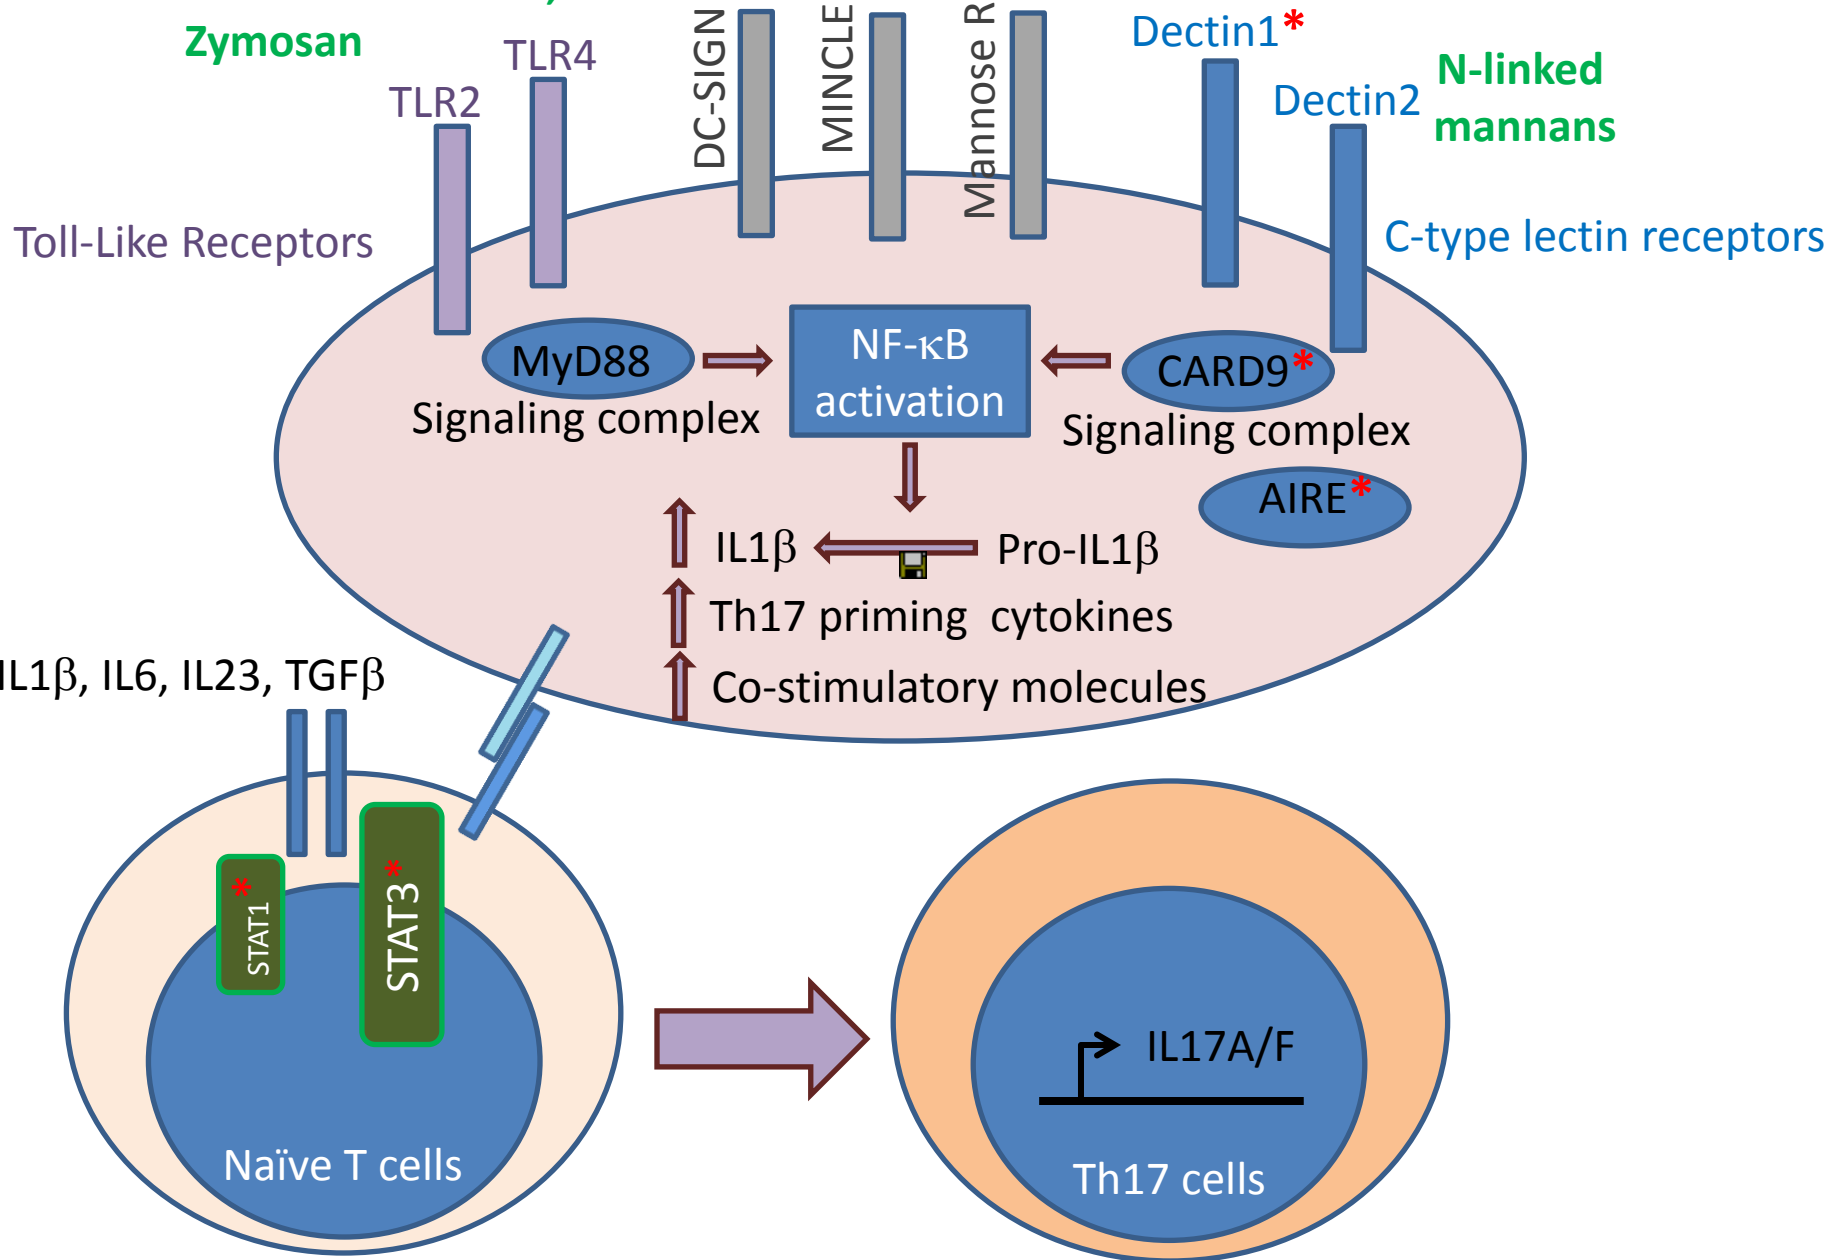 Zymosan
TLR2
TLR4
DC-SIGN
MINCLE
Mannose R
Dectin1*
Dectin2
N-linked
mannans
Toll-Like Receptors
C-type lectin receptors
MyD88
Signaling complex
NF-κB
activation
CARD9*
Signaling complex
AIRE*
IL1β
Pro-IL1β
Th17 priming cytokines
Co-stimulatory molecules
IL1β, IL6, IL23, TGFβ
STAT1*
STAT3*
Naïve T cells
IL17A/F
Th17 cells